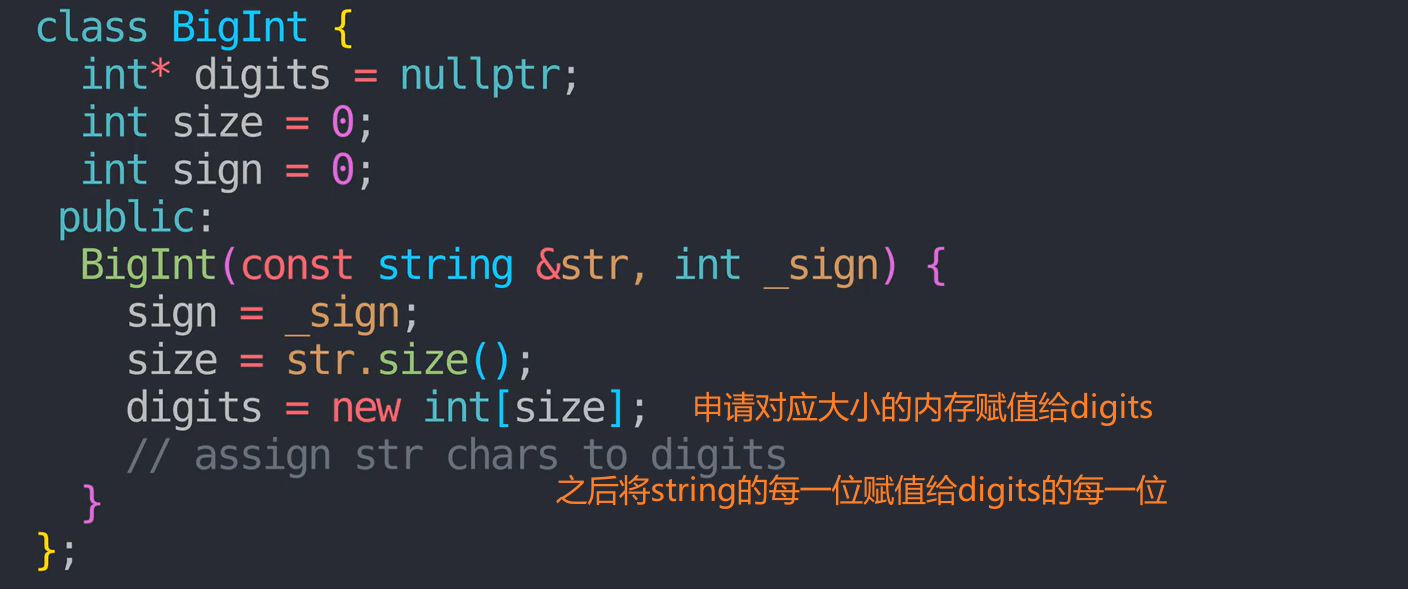 class BigInt {
int* digits = nullptr;
int size = 0;
int sign = 0;
public:
BigInt(const string &str, int _sign) {
sign = _sign;
size = str.size();
digits = new int[size]; 申请对应大小的内存赋值给digits
// assign str chars to digits
之后将string的每一位赋值给digits的每一位
}
};